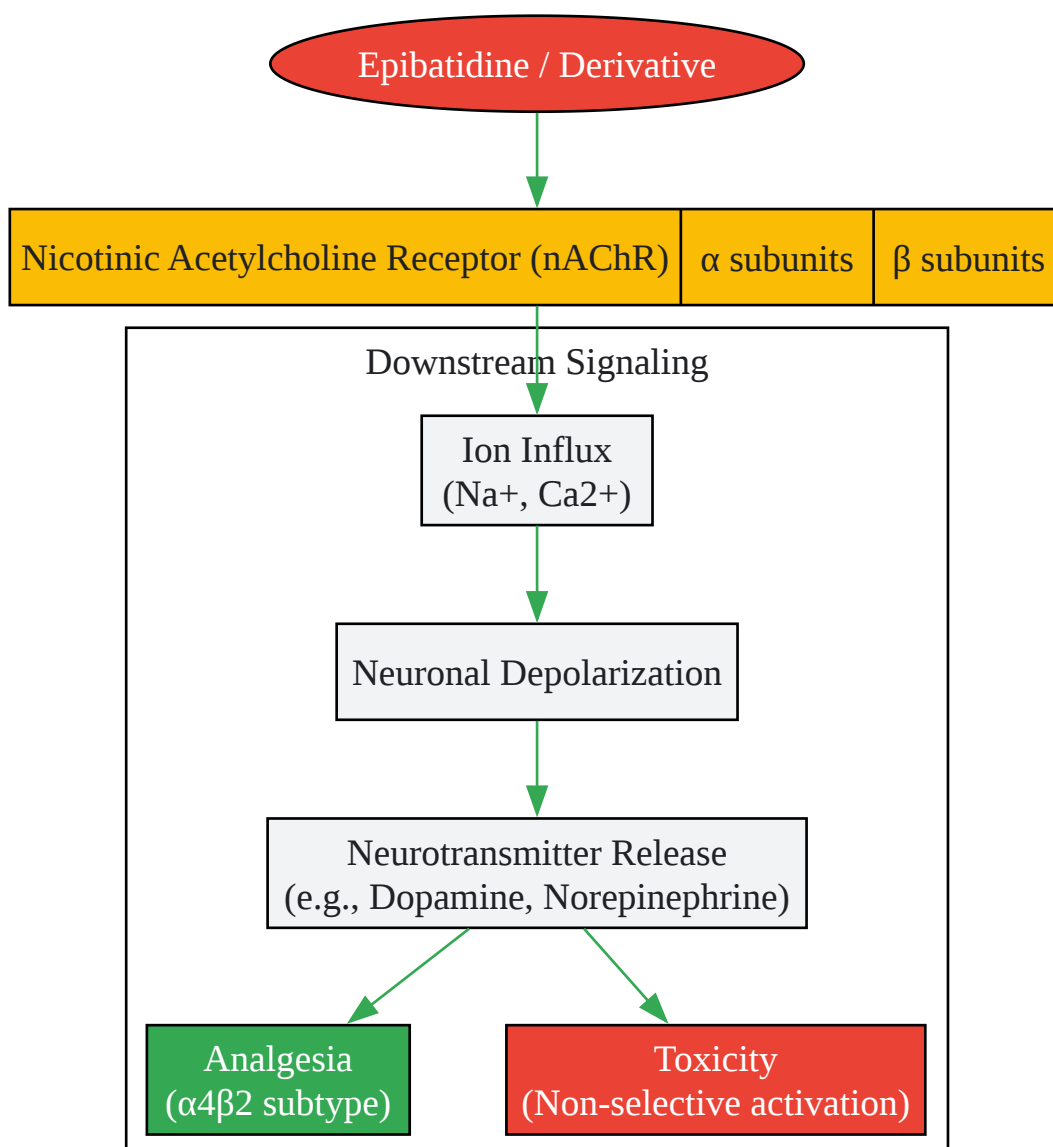 Epibatidine / Derivative
Nicotinic Acetylcholine Receptor (nAChR) α subunits β subunits
Downstream Signaling
Ion Influx
(Na+, Ca2+)
Neuronal Depolarization
Neurotransmitter Release
(e.g., Dopamine, Norepinephrine)
Analgesia
(α4β2 subtype)
Toxicity
(Non-selective activation)